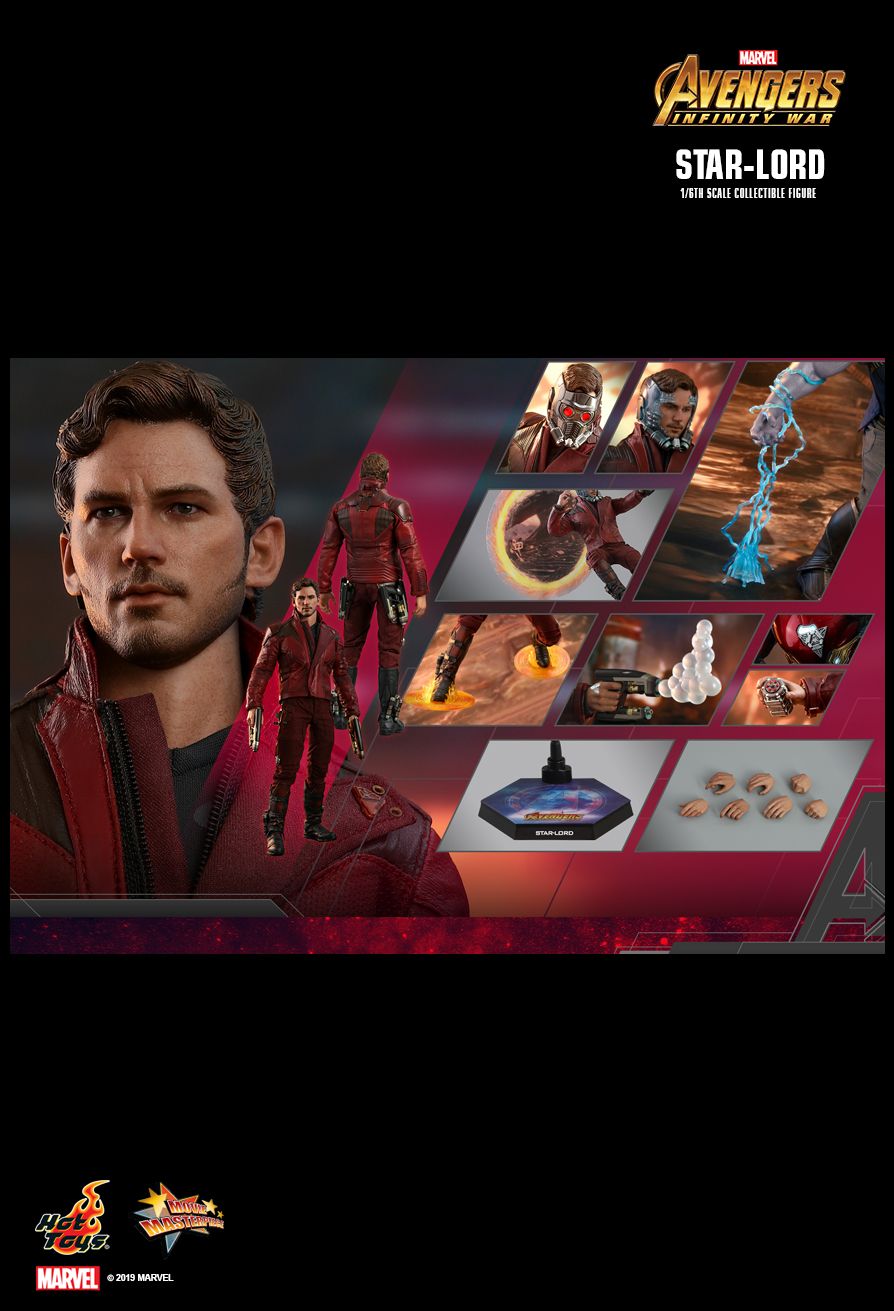 MARVEL
AVENGERS
INFINITY WAR
STAR-LORD
1/6TH SCALE COLLECTIBLE FIGURE
AVENGERS
STAR-LORD
Hot
Toys
MOVIE
MARVEL
© 2019 MARVEL